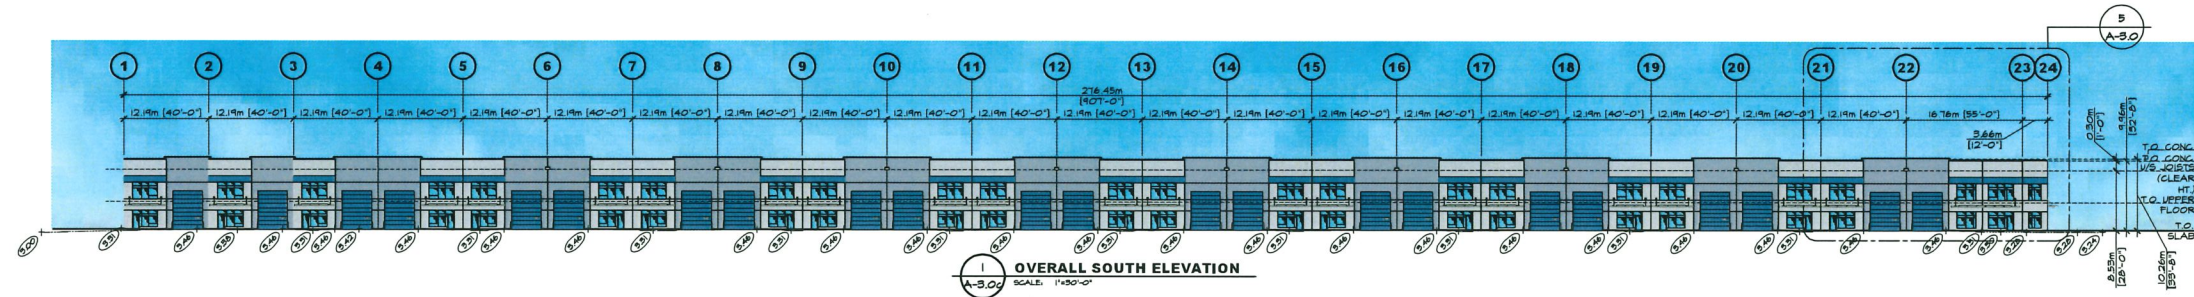 5
A-3.0
1 2 3 4 5 6 7 8 9 10 11 12 13 14 15 16 17 18 19 20 21 22 23 24
276.45m
[907'-0"]
12.19m [40'-0"] 12.19m [40'-0"] 12.19m [40'-0"] 12.19m [40'-0"] 12.19m [40'-0"] 12.19m [40'-0"] 12.19m [40'-0"] 12.19m [40'-0"] 12.19m [40'-0"] 12.19m [40'-0"] 12.19m [40'-0"] 12.19m [40'-0"] 12.19m [40'-0"] 12.19m [40'-0"] 12.19m [40'-0"] 12.19m [40'-0"] 12.19m [40'-0"] 12.19m [40'-0"] 12.19m [40'-0"] 12.19m [40'-0"] 12.19m [40'-0"] 16.76m [55'-0"]
3.66m
[12'-0"]
0.30m
[1'-0"]
9.96m
[32'-8"]
T.O. CONC.
T.O. CONC.
U/S JOISTS
(CLEAR
HT.)
T.O. UPPER
FLOOR
T.O.
SLAB
8.53m
[28'-0"]
10.26m
[33'-8"]
1
A-3.0c
OVERALL SOUTH ELEVATION
SCALE: 1"=30'-0"